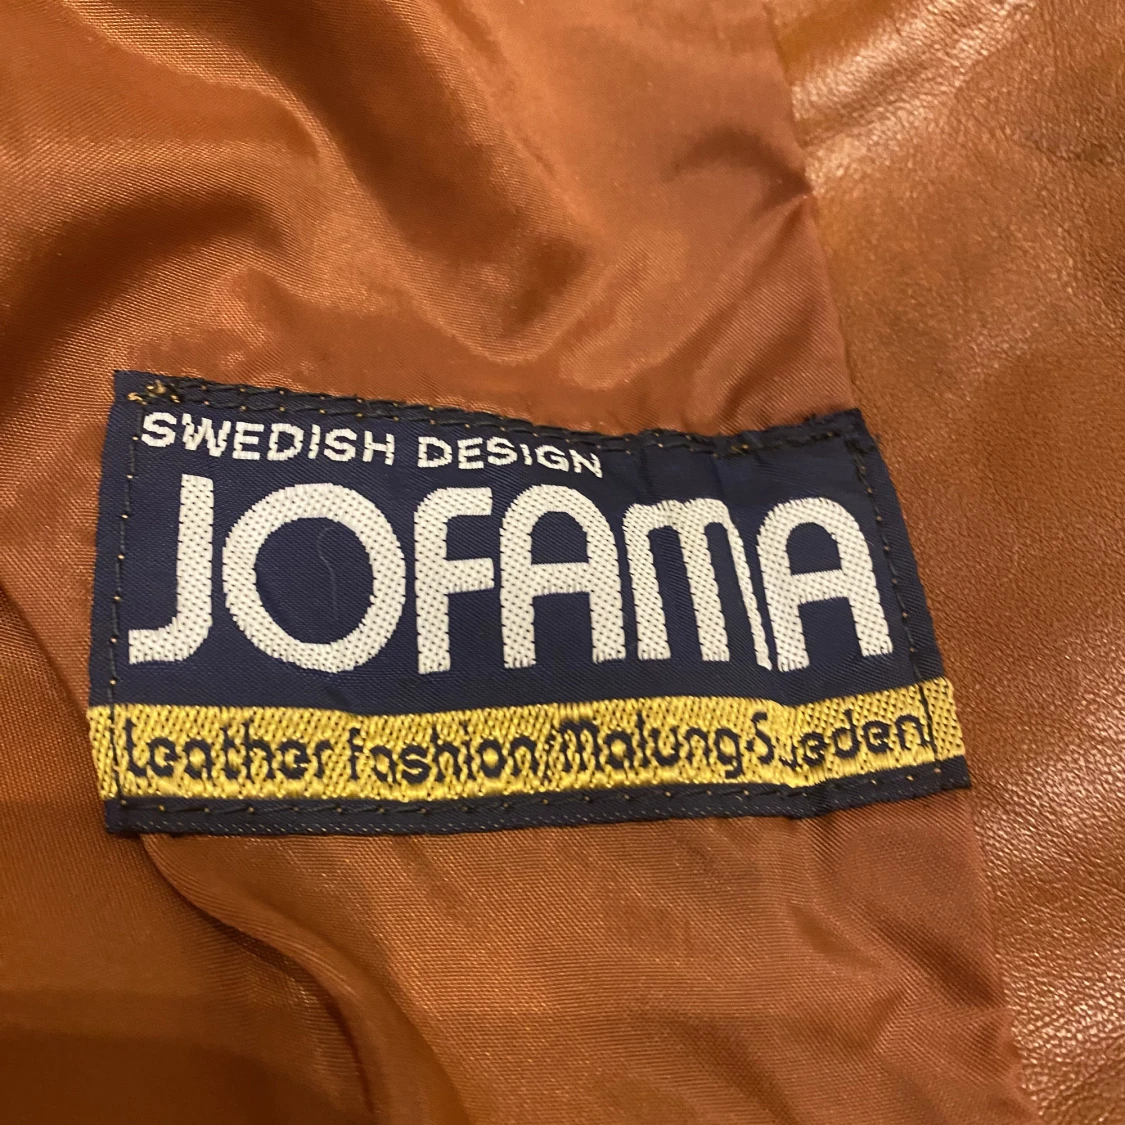 SWEDISH DESIGN
JOFAMA
Leather fashion/Malung·Sweden